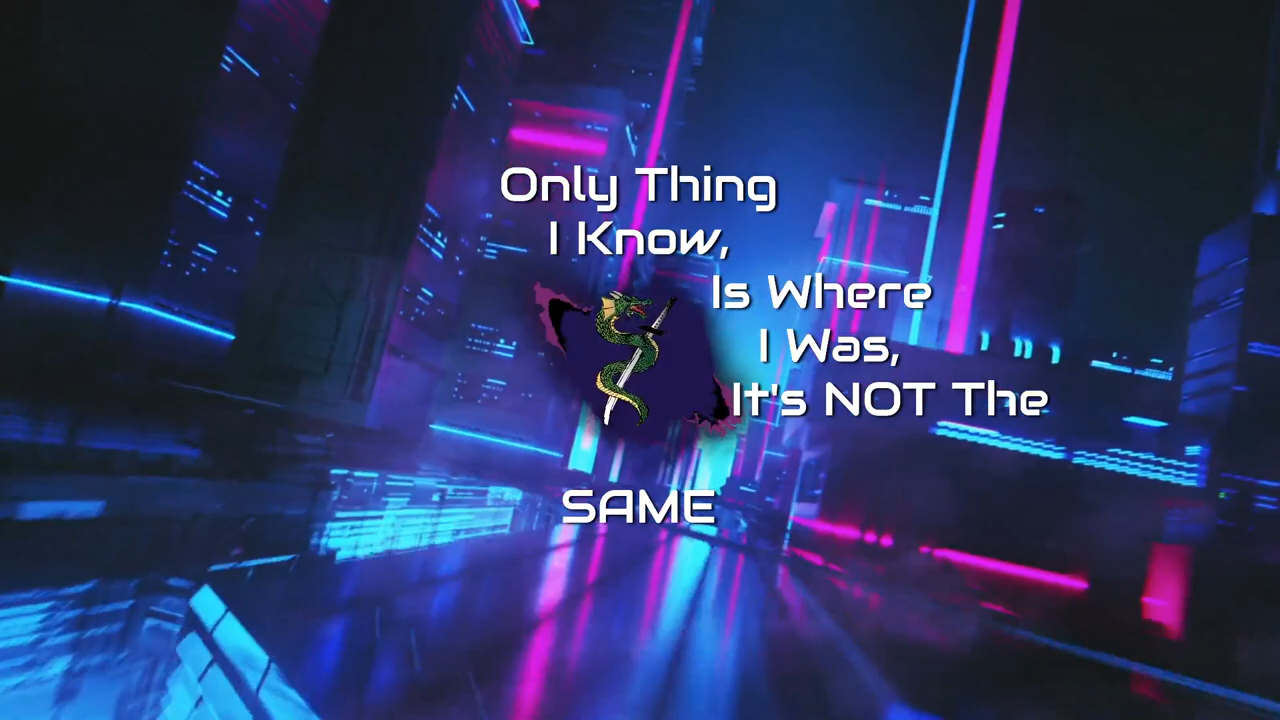 Only Thing
I Know,
Is Where
I Was,
It's NOT The
SAME